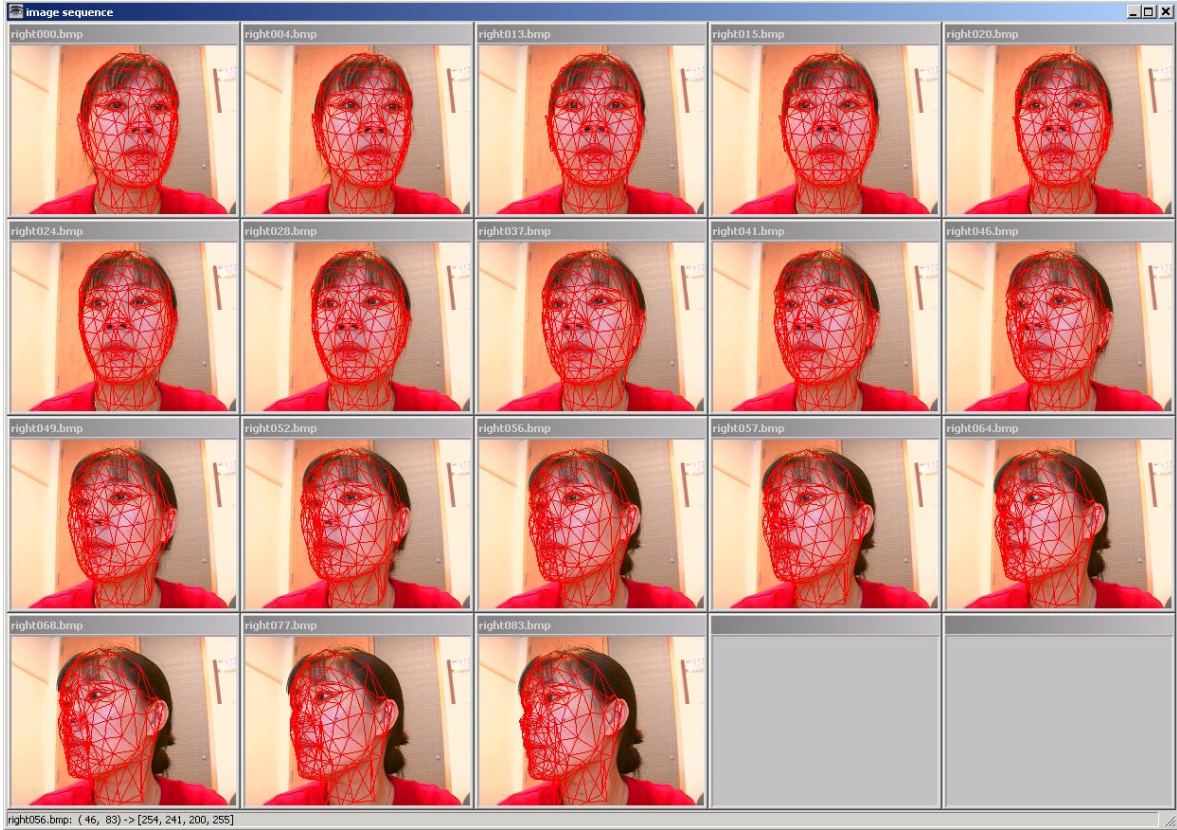 image sequence
right000.bmp
right004.bmp
right013.bmp
right015.bmp
right020.bmp
right024.bmp
right028.bmp
right037.bmp
right041.bmp
right046.bmp
right049.bmp
right052.bmp
right056.bmp
right057.bmp
right064.bmp
right068.bmp
right077.bmp
right083.bmp
right056.bmp: ( 46, 83) -> [254, 241, 200, 255]